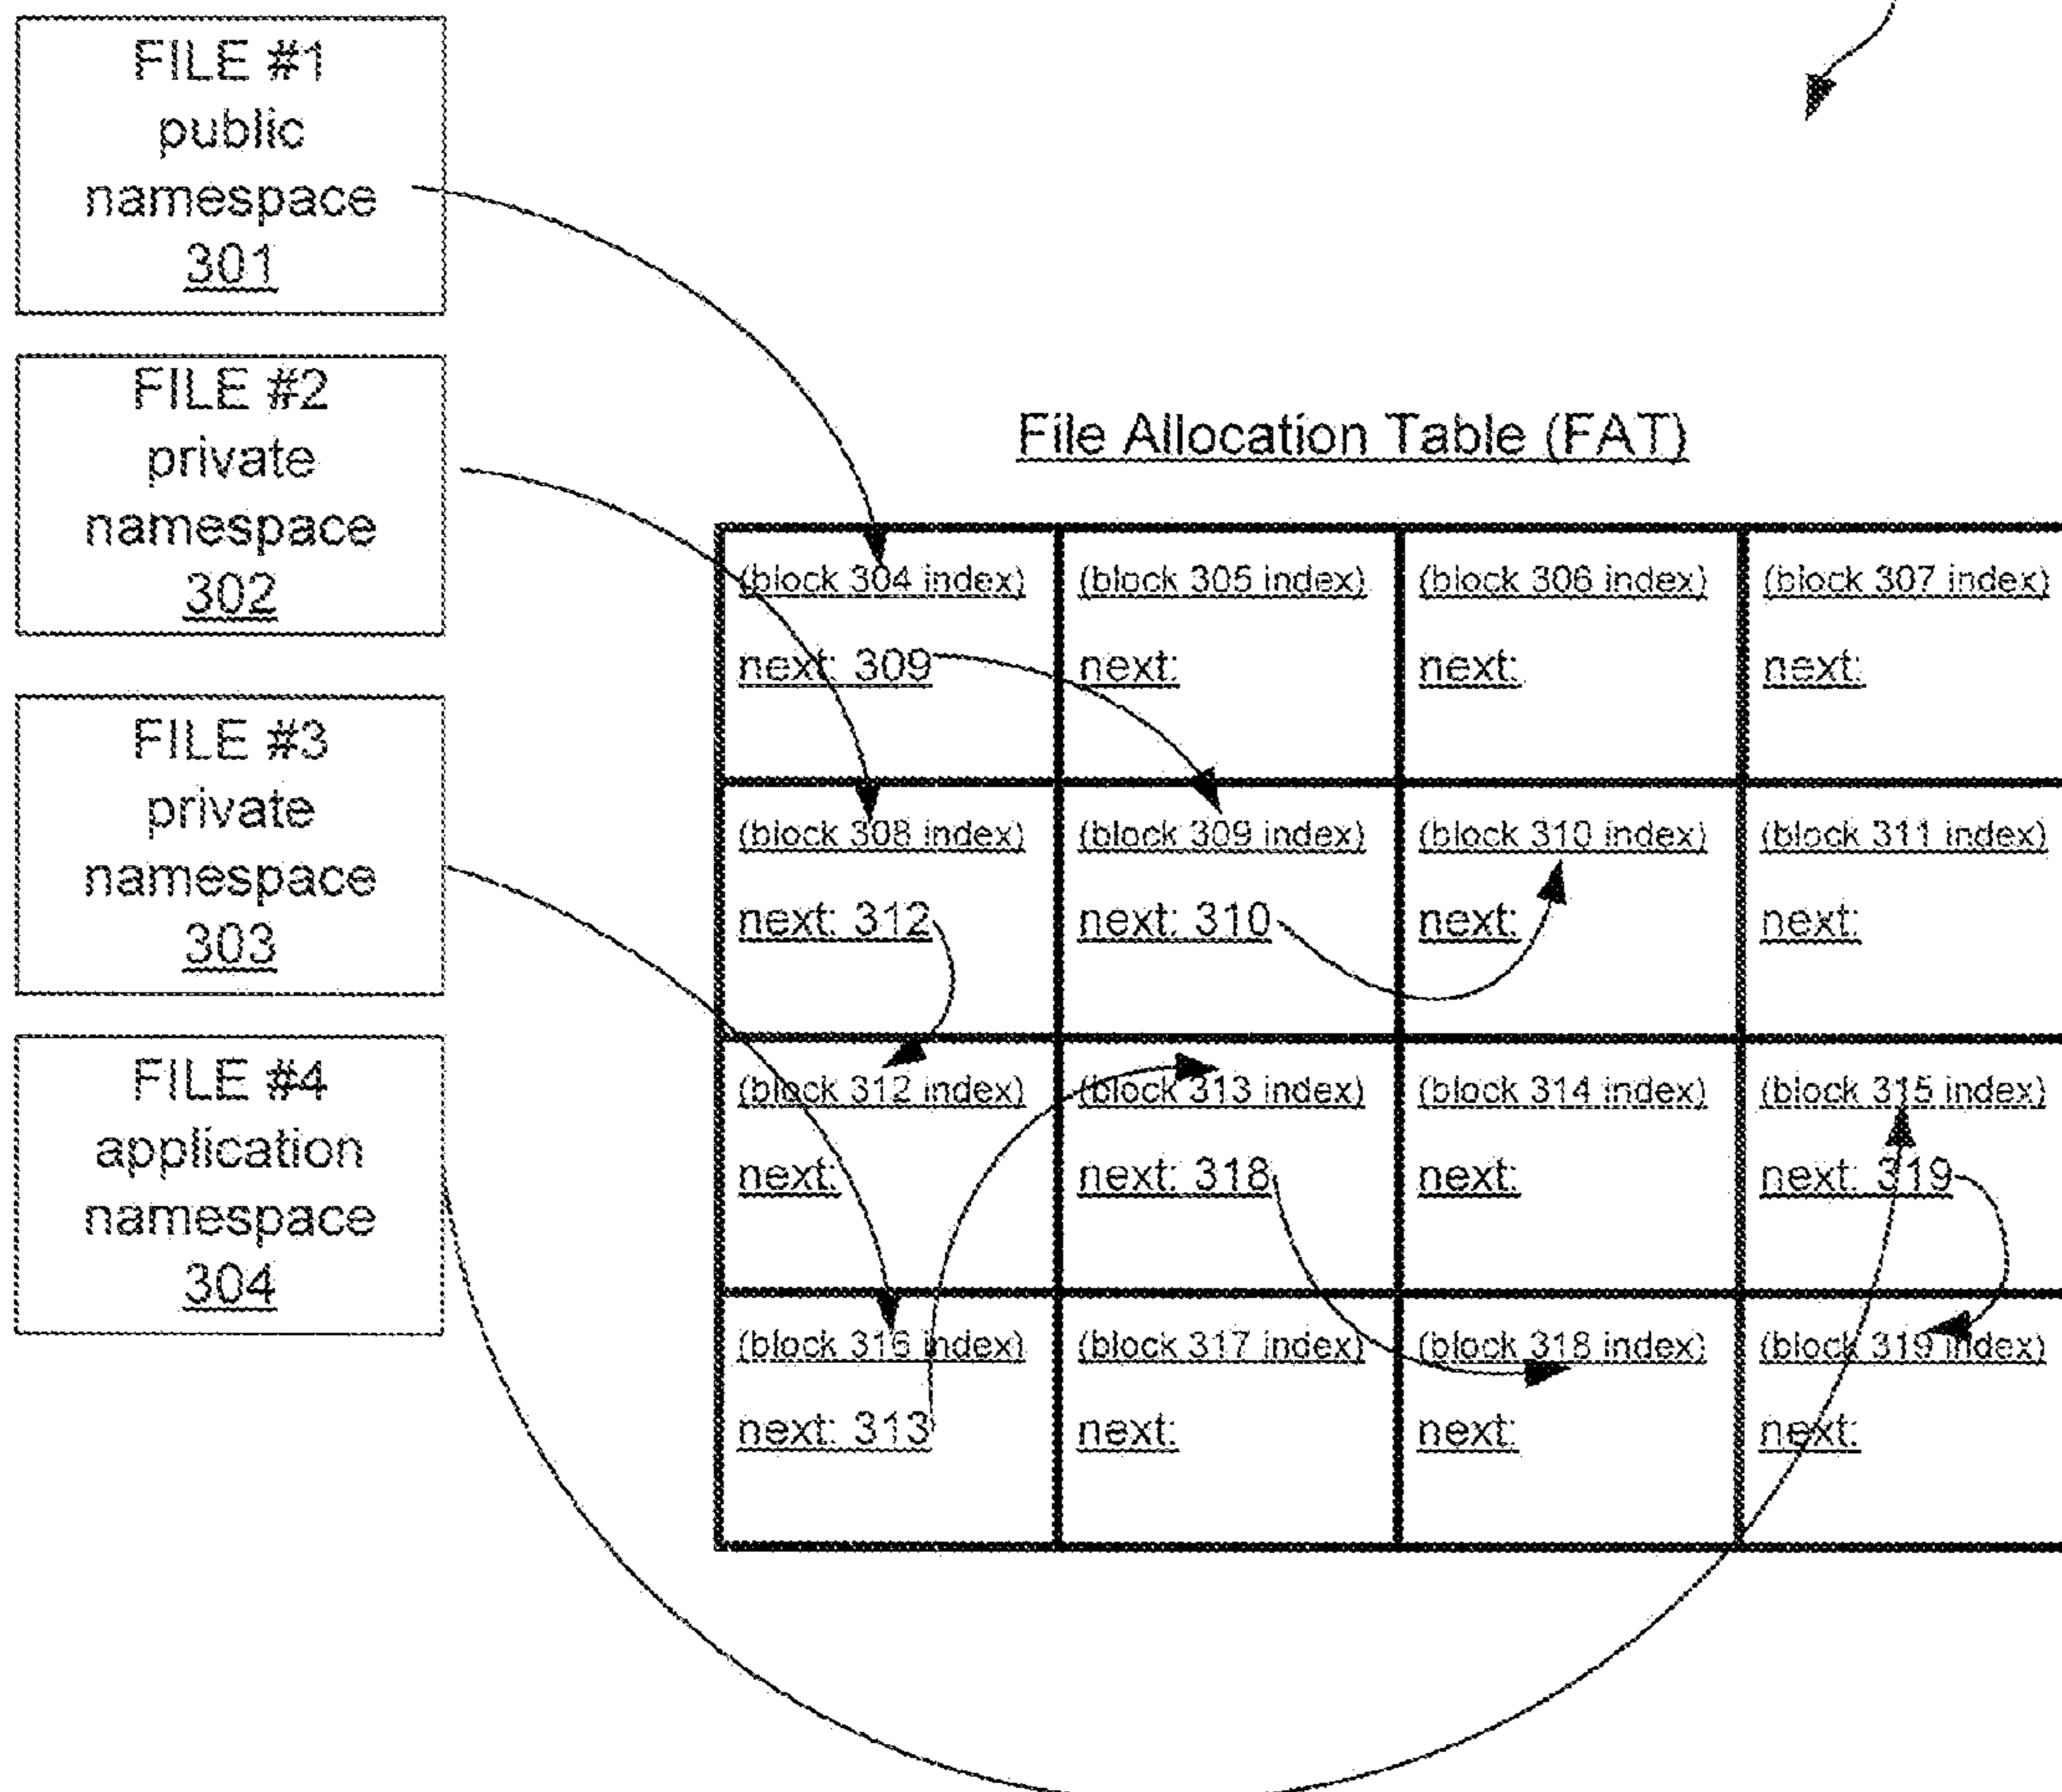 FILE #1
public
namespace
301
FILE #2
private
namespace
302
FILE #3
private
namespace
303
FILE #4
application
namespace
304
File Allocation Table (FAT)
(block 304 index) (block 305 index) (block 306 index) (block 307 index)
next: 309 next: next: next:
(block 308 index) (block 309 index) (block 310 index) (block 311 index)
next: 312 next: 310 next: next:
(block 312 index) (block 313 index) (block 314 index) (block 315 index)
next: next: 318 next: next: 319
(block 316 index) (block 317 index) (block 318 index) (block 319 index)
next: 313 next: next: next: